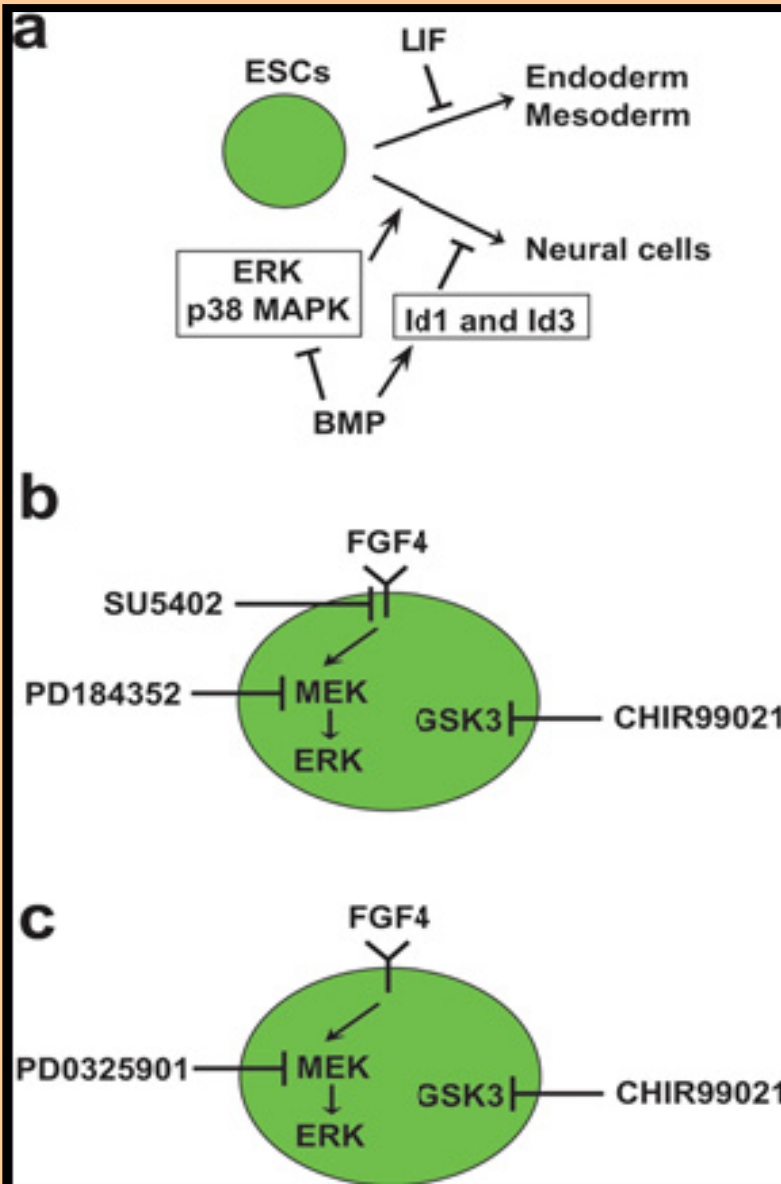 a
LIF
ESCs
Endoderm
Mesoderm
Neural cells
ERK
p38 MAPK
Id1 and Id3
BMP
b
FGF4
SU5402
PD184352
MEK
GSK3
CHIR99021
ERK
c
FGF4
PD0325901
MEK
GSK3
CHIR99021
ERK